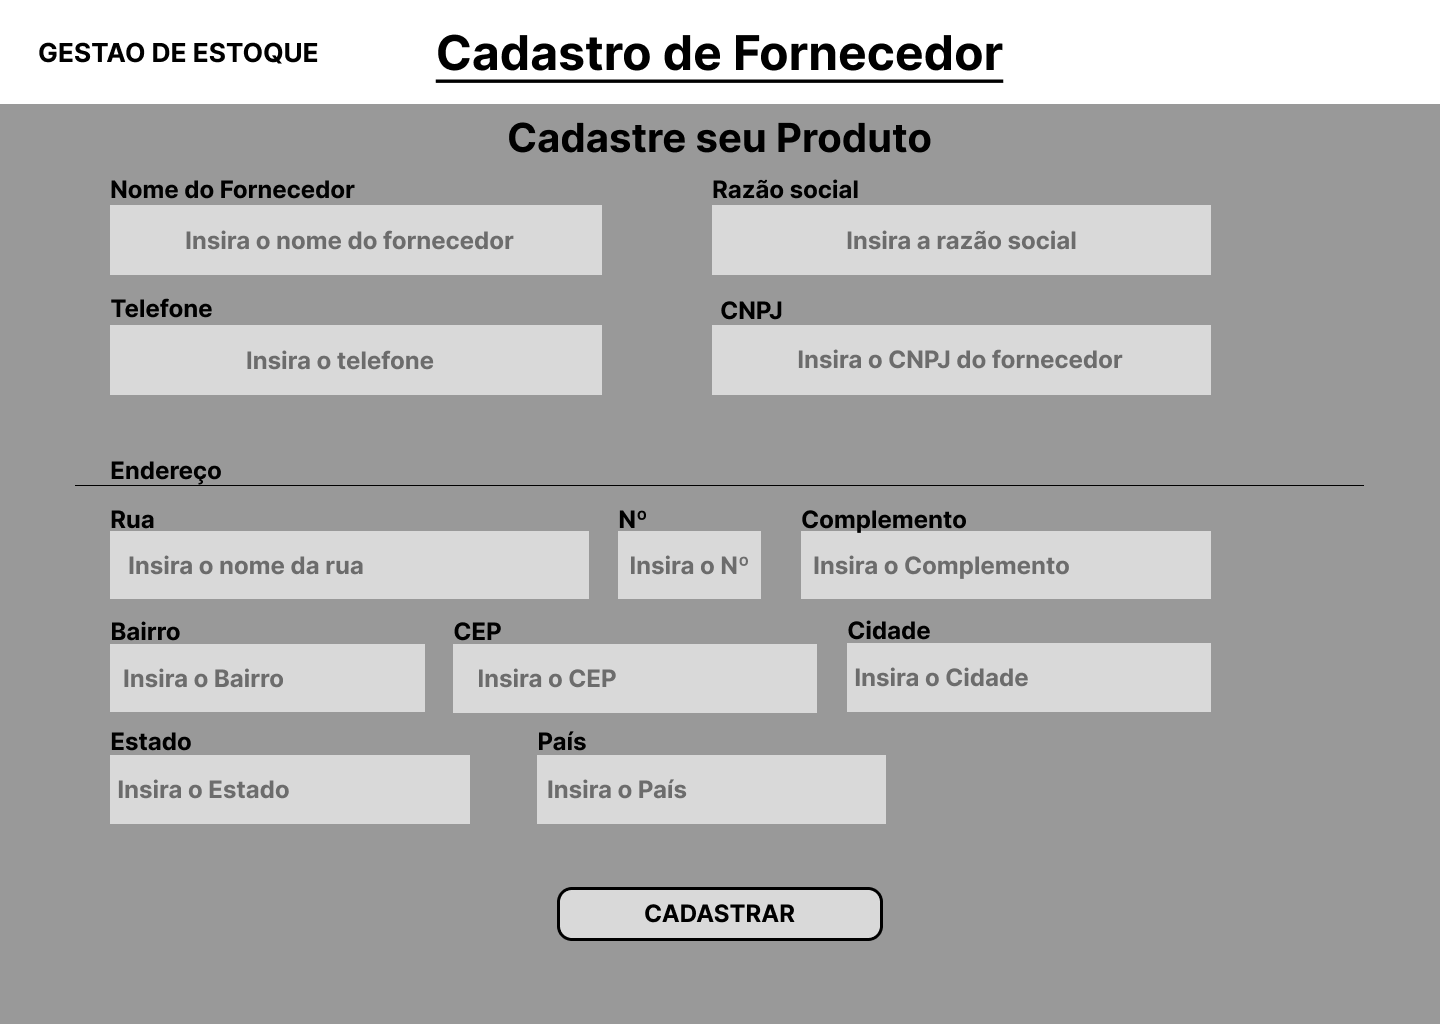 GESTAO DE ESTOQUE
Cadastro de Fornecedor
Cadastre seu Produto
Nome do Fornecedor
Razão social
Insira o nome do fornecedor
Insira a razão social
Telefone
CNPJ
Insira o telefone
Insira o CNPJ do fornecedor
Endereço
Rua
Nº
Complemento
Insira o nome da rua
Insira o Nº
Insira o Complemento
Bairro
CEP
Cidade
Insira o Bairro
Insira o CEP
Insira o Cidade
Estado
País
Insira o Estado
Insira o País
CADASTRAR